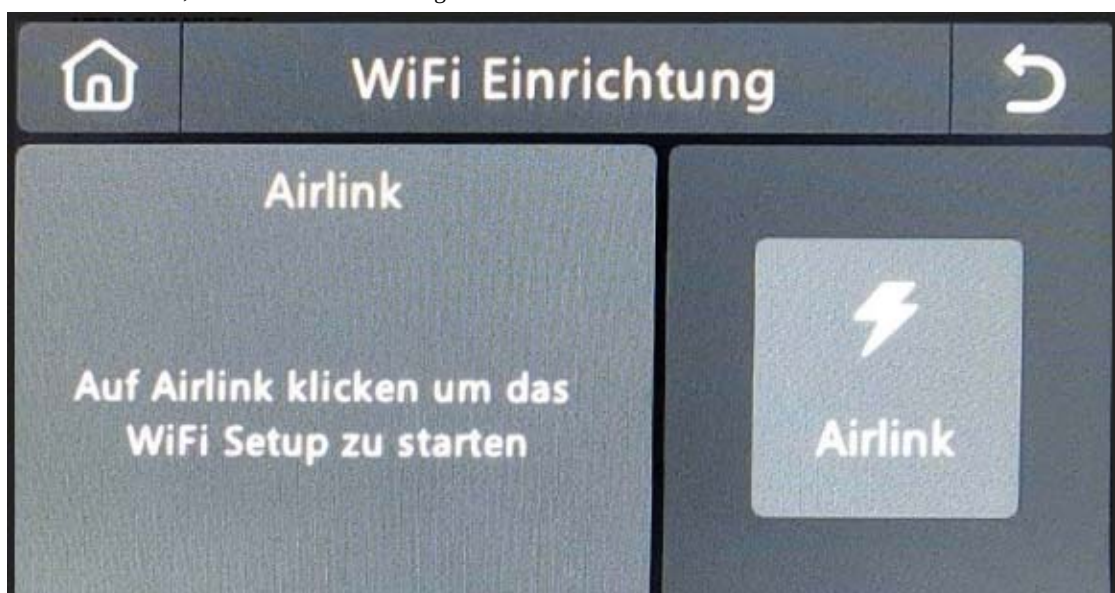 WiFi Einrichtung
Airlink
Auf Airlink klicken um das
WiFi Setup zu starten
Airlink